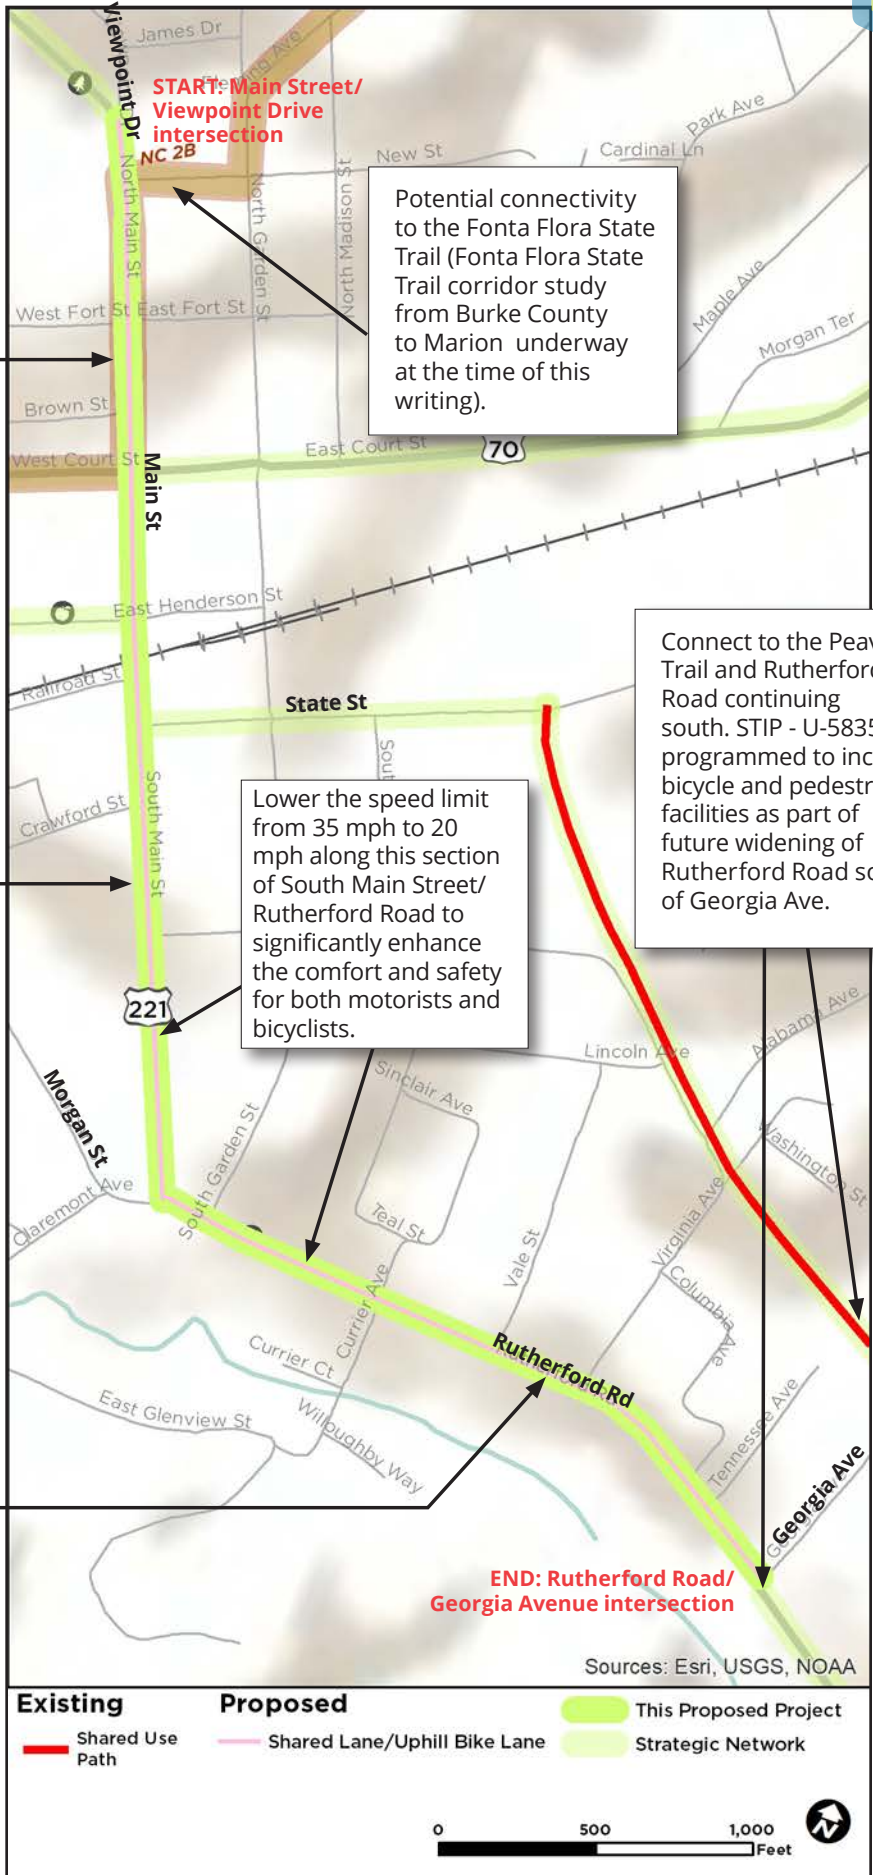 Viewpoint Dr
James Dr
Fleming Ave
START: Main Street/
Viewpoint Drive
intersection
NC 2B
New St
Park Ave
Cardinal Ln
North Main St
North Garden St
North Madison St
Potential connectivity
to the Fonta Flora State
Trail (Fonta Flora State
Trail corridor study
from Burke County
to Marion underway
at the time of this
writing).
Maple Ave
Morgan Ter
West Fort St
East Fort St
Brown St
West Court St
East Court St
70
Main St
East Henderson St
Railroad St
State St
Connect to the
Trail and
Road continuing
south. STIP -
programmed to
bicycle and
facilities as part of
future widening of
Rutherford Road
of Georgia Ave.
Crawford St
South Main St
Lower the speed limit
from 35 mph to 20
mph along this section
of South Main Street/
Rutherford Road to
significantly enhance
the comfort and safety
for both motorists and
bicyclists.
221
Lincoln Ave
Alabama Ave
Morgan St
Sinclair Ave
Claremont Ave
South Garden St
Teal St
Vale St
Virginia Ave
Washington St
Columbia Ave
Currier Ave
Currier Ct
Rutherford Rd
East Glenview St
Willoughby Way
Tennessee Ave
Georgia Ave
END: Rutherford Road/
Georgia Avenue intersection
Sources: Esri, USGS, NOAA
Existing
Proposed
Shared Use
Path
Shared Lane/Uphill Bike Lane
This Proposed Project
Strategic Network
0 500 1,000
Feet
N